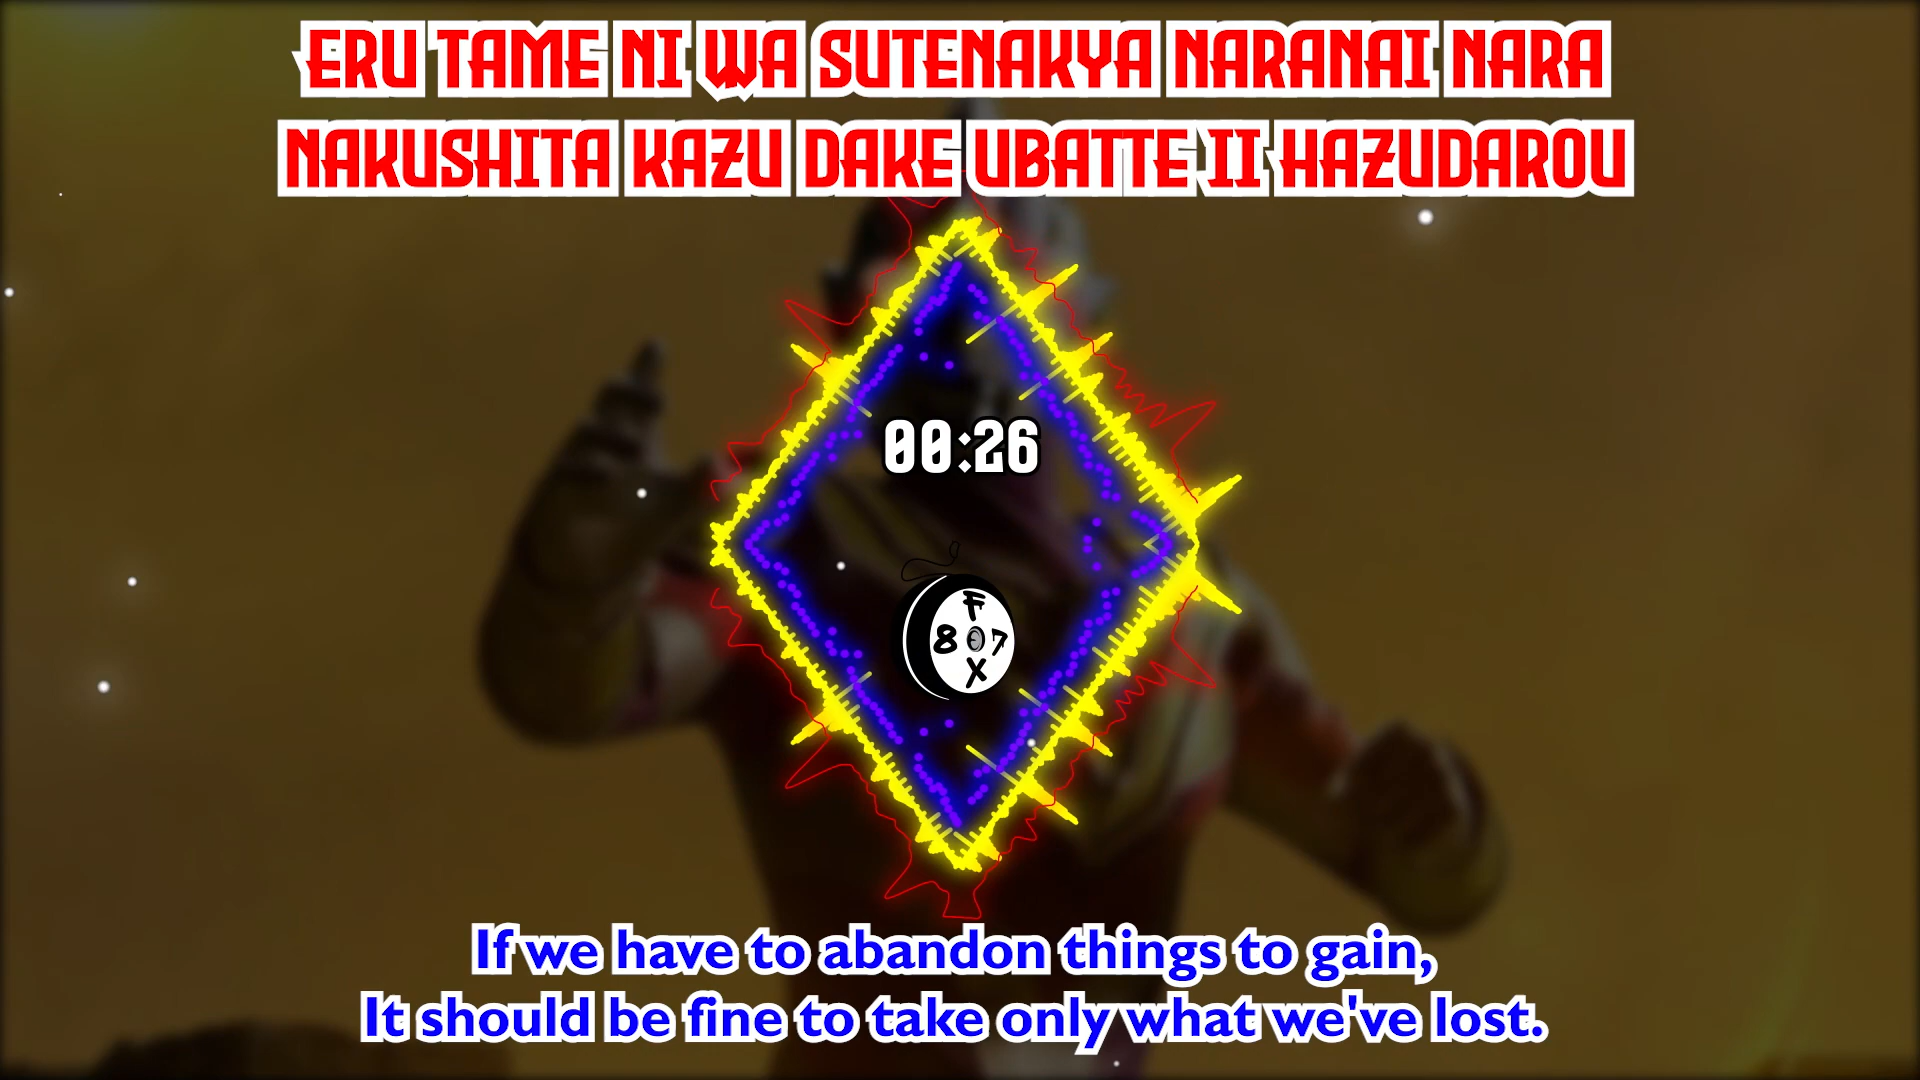 ERU TAME NI WA SUTENAKYA NARANAI NARA
NAKUSHITA KAZU DAKE UBATTE II HAZUDAROU
00:26
F
8 7
X
If we have to abandon things to gain,
It should be fine to take only what we've lost.